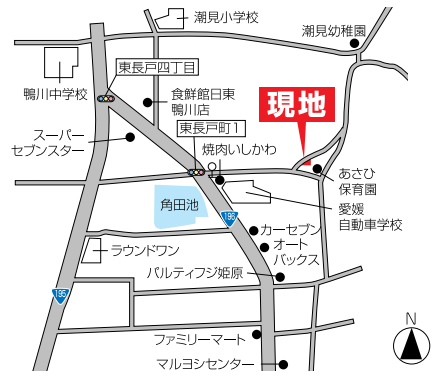 潮見小学校
潮見幼稚園
東長戸四丁目
鴨川中学校
食鮮館日東
鴨川店
現地
スーパー
セブンスター
東長戸町1
焼肉いしかわ
あさひ
保育園
角田池
愛媛
自動車学校
196
カーセブン
オート
バックス
ラウンドワン
パルティフジ姫原
195
ファミリーマート
マルヨシセンター
N